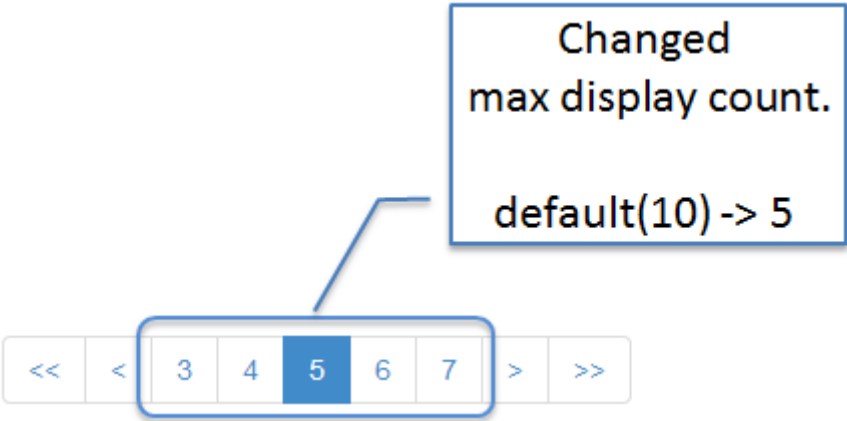 Changed
max display count.
default(10) -> 5
<< < 3 4 5 6 7 > >>